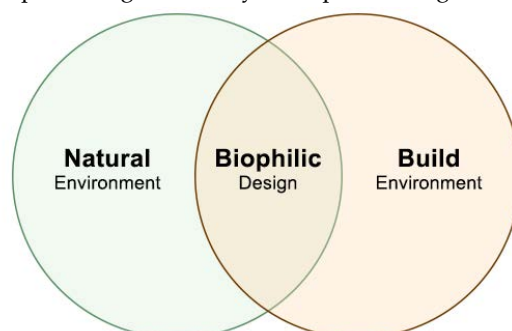 Natural
Environment
Biophilic
Design
Build
Environment